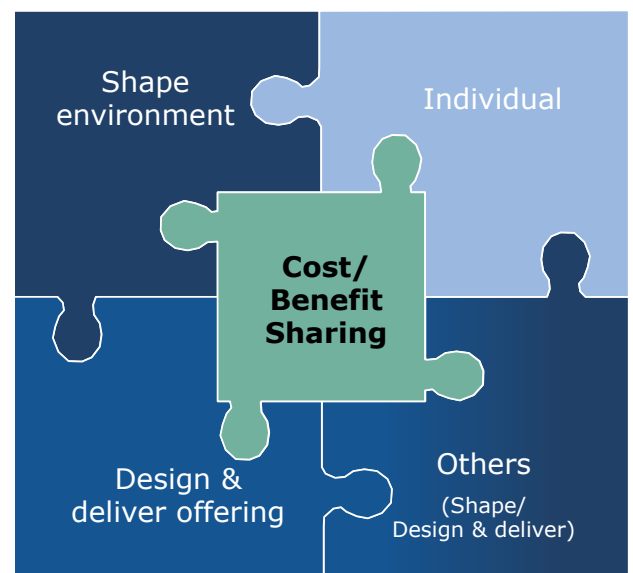 Shape
environment
Individual
Cost/
Benefit
Sharing
Design &
deliver offering
Others
(Shape/
Design & deliver)